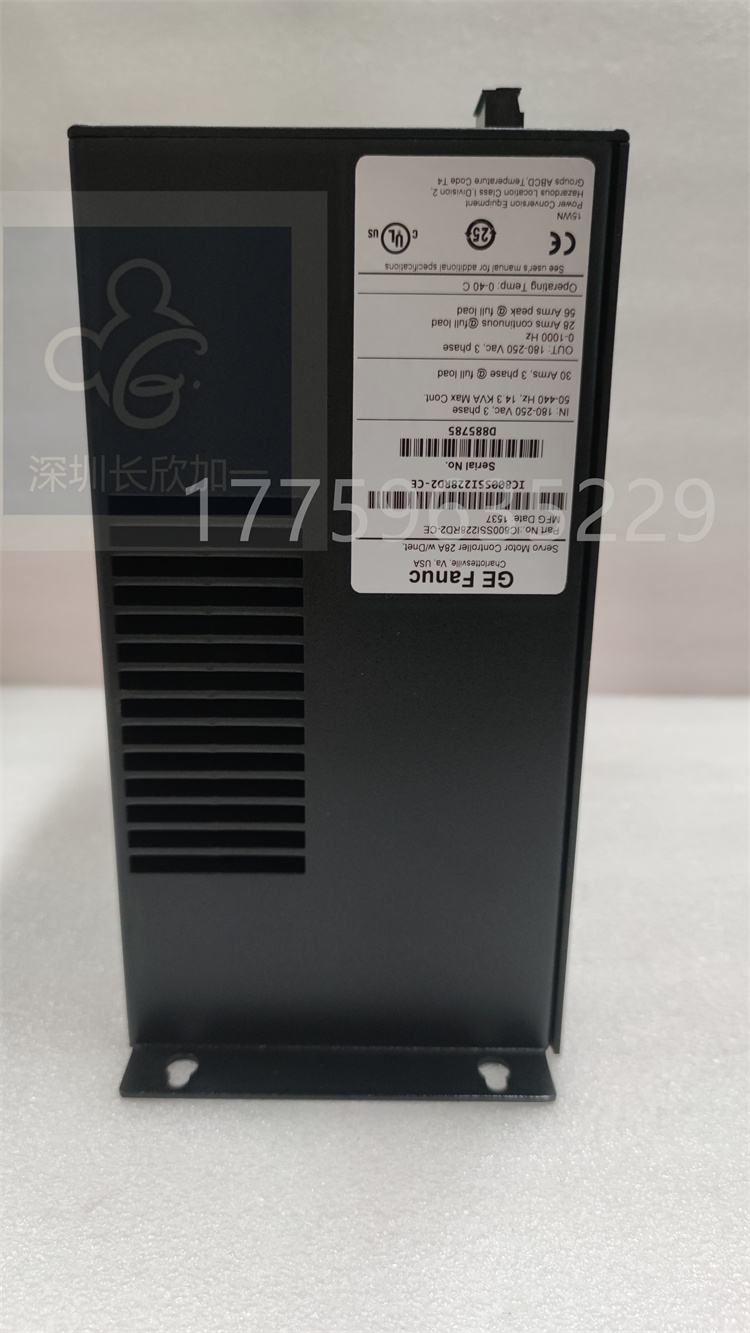 GE Fanuc
Charlottesville, Va, USA
Servo Motor Controller 28A w/Dnet.
Part No.:IC800SSI228RD2-CE
MFG Date: 1537
IC800SSI228RD2-CE
Serial No.
D885785
IN: 180-250 Vac, 3 phase
50-440 Hz, 14.3 KVA Max Cont.
30 Arms, 3 phase @ full load
OUT: 180-250 Vac, 3 phase
0-1000 Hz
28 Arms continuous @full load
56 Arms peak @ full load
Operating Temp: 0-40 C
See user's manual for additional specifications
CE
25
C UL US
15WN
Power Conversion Equipment
Hazardous Location Class I,Division 2,
Groups ABCD,Temperature Code T4
深圳长欣加一